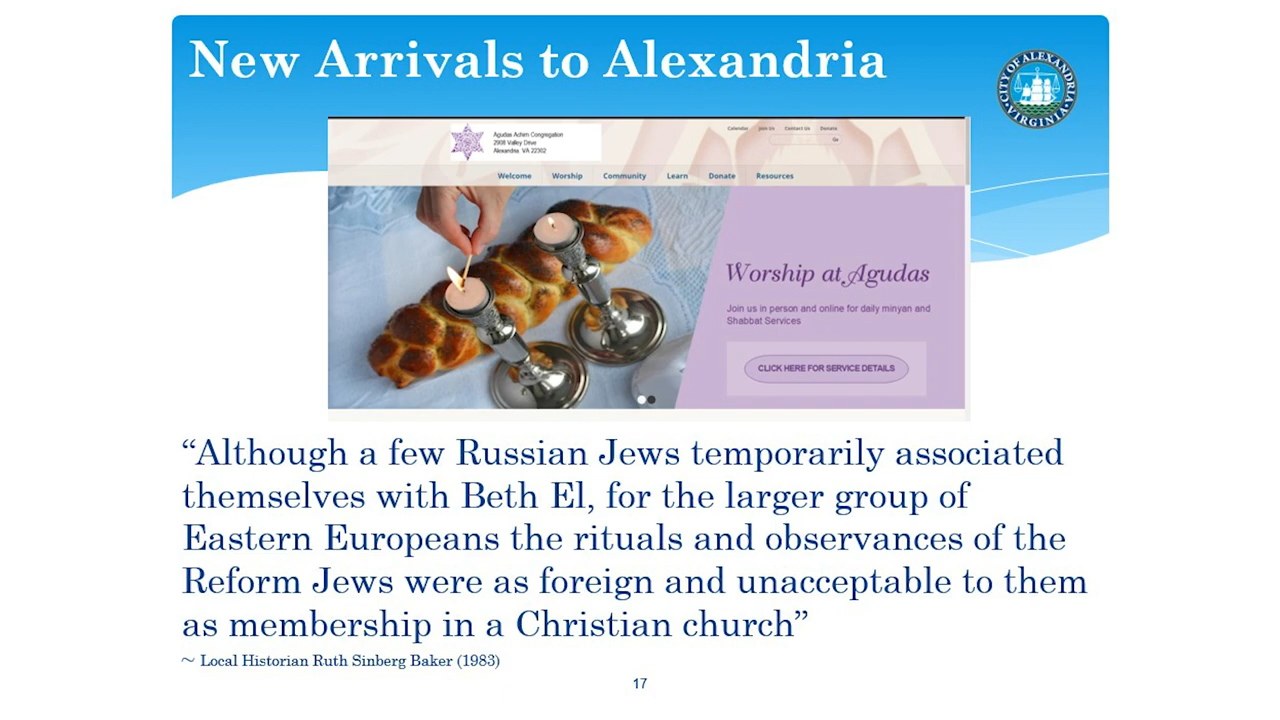 New Arrivals to Alexandria
CITY OF ALEXANDRIA
VIRGINIA
Agudas Achim Congregation
2908 Valley Drive
Alexandria, VA 22302
Calendar Join Us Contact Us Donate
Go
Welcome Worship Community Learn Donate Resources
Worship at Agudas
Join us in person and online for daily minyan and
Shabbat Services
CLICK HERE FOR SERVICE DETAILS
“Although a few Russian Jews temporarily associated
themselves with Beth El, for the larger group of
Eastern Europeans the rituals and observances of the
Reform Jews were as foreign and unacceptable to them
as membership in a Christian church”
~ Local Historian Ruth Sinberg Baker (1983)
17